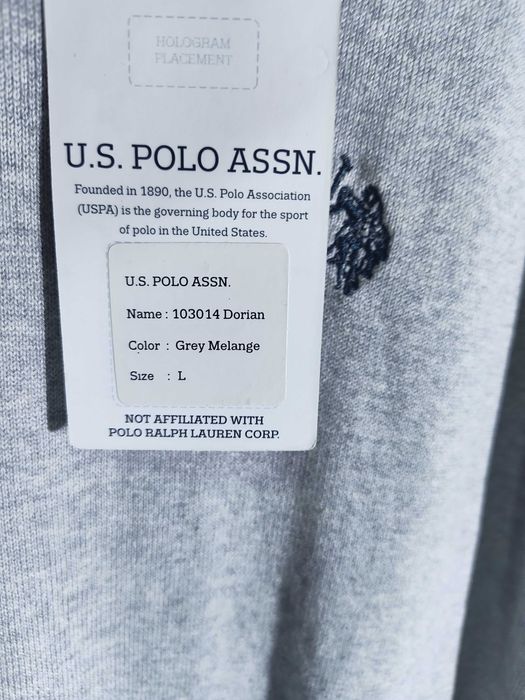 HOLOGRAM
PLACEMENT
U.S. POLO ASSN.
Founded in 1890, the U.S. Polo Association
(USPA) is the governing body for the sport
of polo in the United States.
U.S. POLO ASSN.
Name : 103014 Dorian
Color : Grey Melange
Size : L
NOT AFFILIATED WITH
POLO RALPH LAUREN CORP.